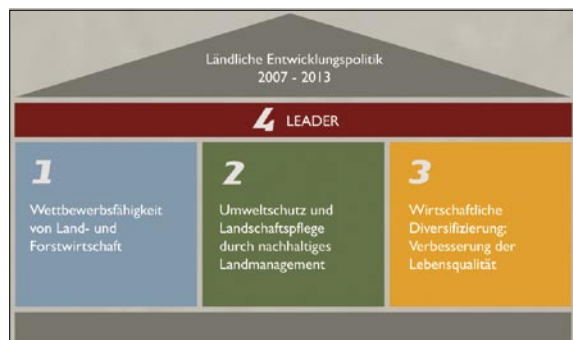 Ländliche Entwicklungspolitik
2007 - 2013
4 LEADER
1
Wettbewerbsfähigkeit
von Land- und
Forstwirtschaft
2
Umweltschutz und
Landschaftspflege
durch nachhaltiges
Landmanagement
3
Wirtschaftliche
Diversifizierung;
Verbesserung der
Lebensqualität